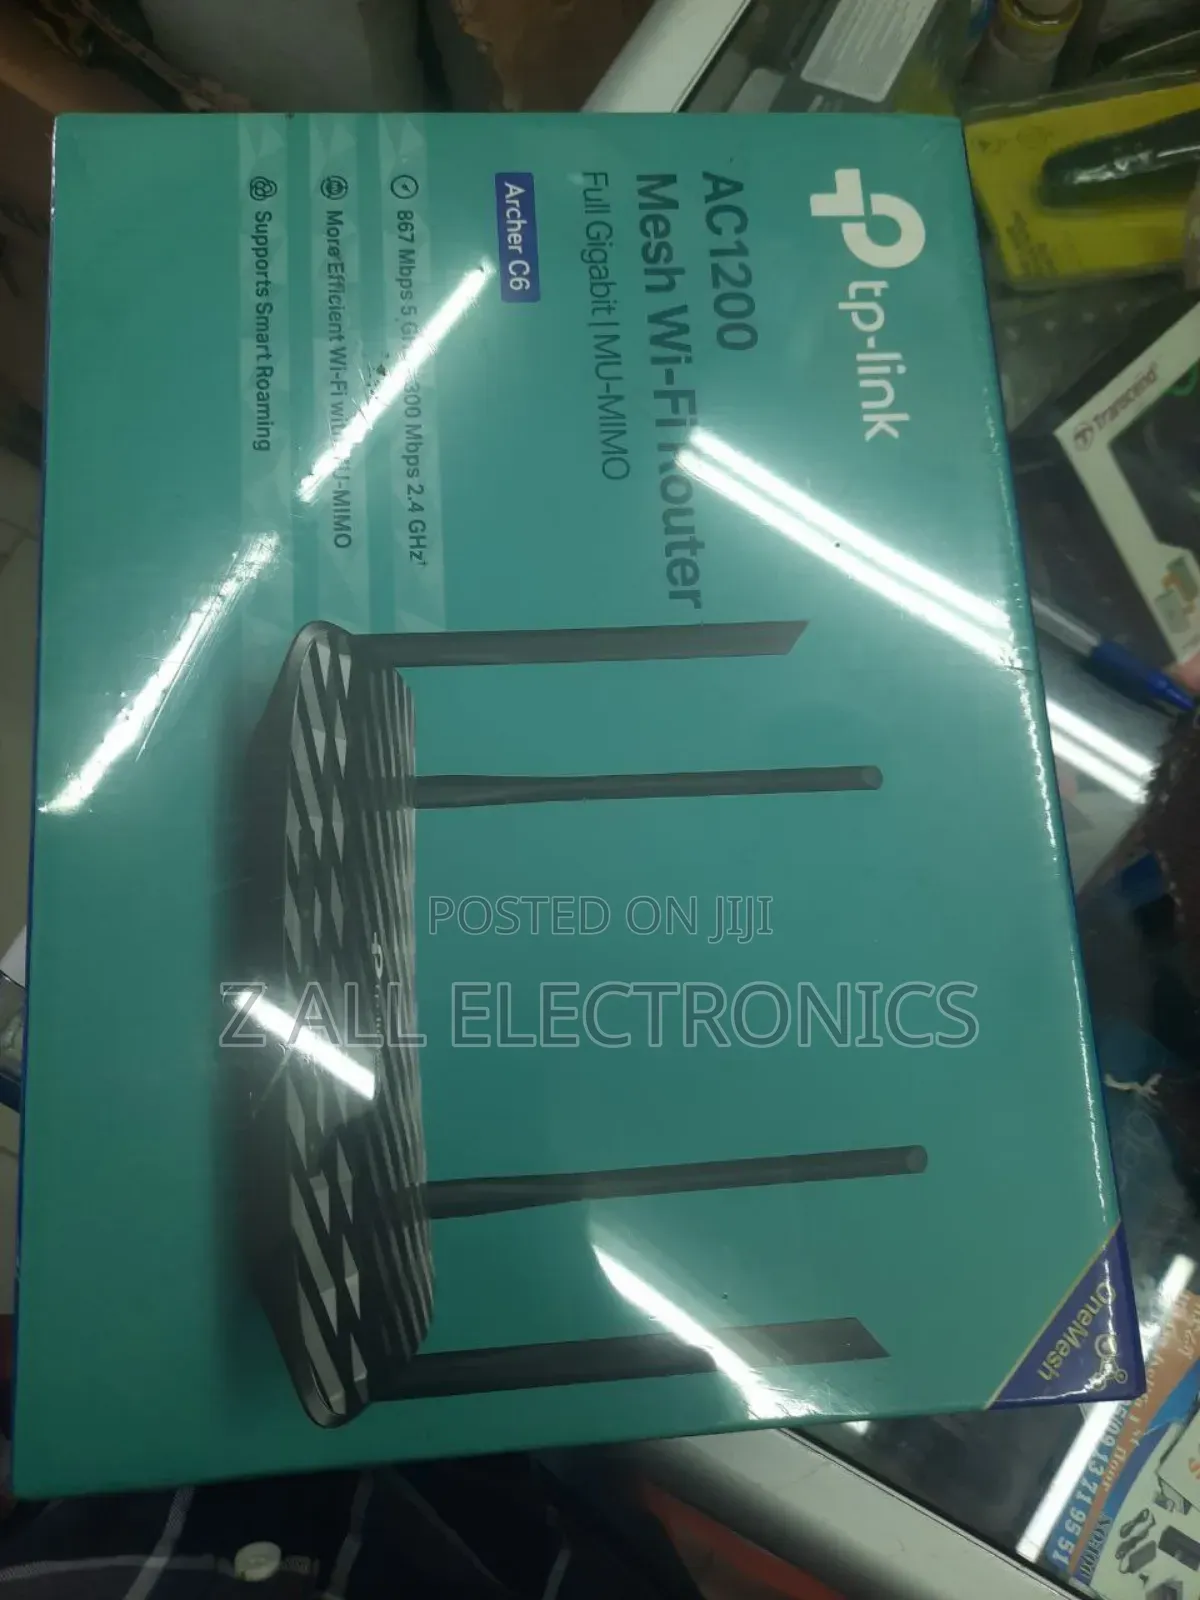 tp-link
AC1200
Mesh Wi-Fi Router
Full Gigabit | MU-MIMO
Archer C6
867 Mbps 5 GHz 300 Mbps 2.4 GHz†
More Efficient Wi-Fi with MU-MIMO
Supports Smart Roaming
OneMesh
Transcend
POSTED ON JIJI
Z ALL ELECTRONICS